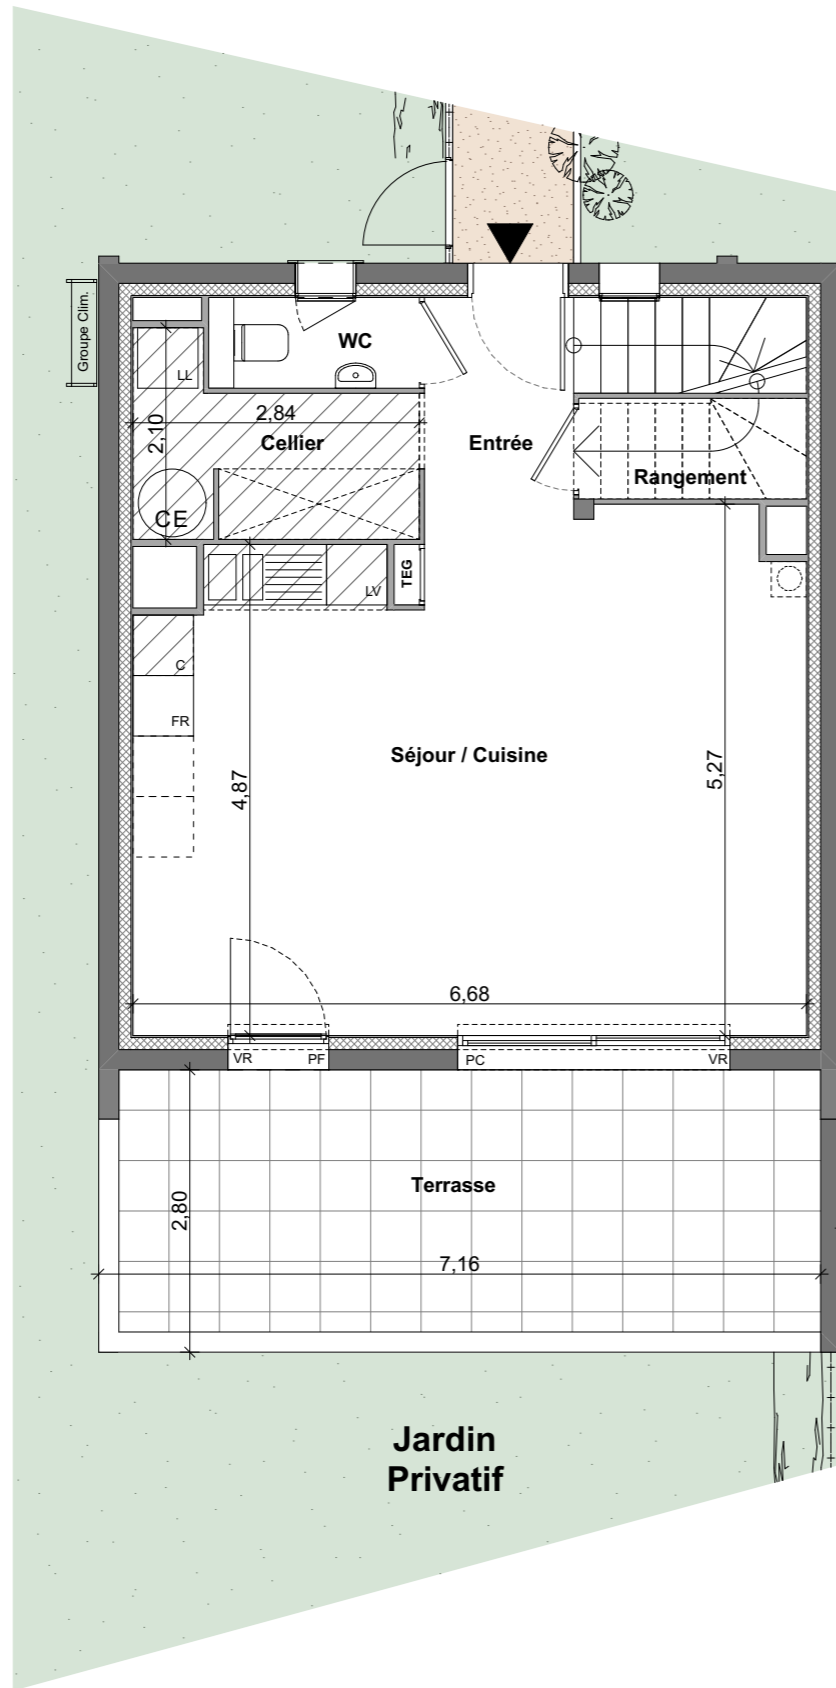 Groupe Clim.
WC
LL
2,84
2,10
Cellier
Entrée
Rangement
CE
TEG
LV
C
FR
Séjour / Cuisine
4,87
5,27
6,68
VR
PF
PC
VR
Terrasse
2,80
7,16
Jardin
Privatif